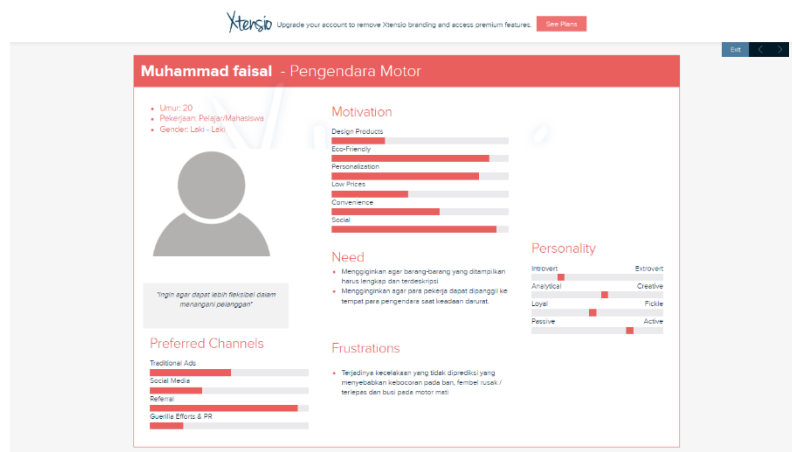 Xtensio Upgrade your account to remove Xtensio branding and access premium features. See Plans
Exit
Muhammad faisal - Pengendara Motor
Umur: 20
Pekerjaan: Pelajar/Mahasiswa
Gender: Laki - Laki
"Ingin agar dapat lebih fleksibel dalam
menangani pelanggan"
Preferred Channels
Traditional Ads
Social Media
Referral
Guerilla Efforts & PR
Motivation
Design Products
Eco-Friendly
Personalization
Low Prices
Convenience
Social
Need
Menggiginkan agar barang-barang yang ditampilkan
harus lengkap dan terdeskripsi
Mengginginkan agar para pekerja dapat dipanggil ke
tempat para pengendara saat keadaan darurat.
Frustrations
Terjadinya kecelakaan yang tidak diprediksi yang
menyebabkan kebocoran pada ban, fembel rusak /
terlepas dan busi pada motor mati
Personality
Introvert Extrovert
Analytical Creative
Loyal Fickle
Passive Active